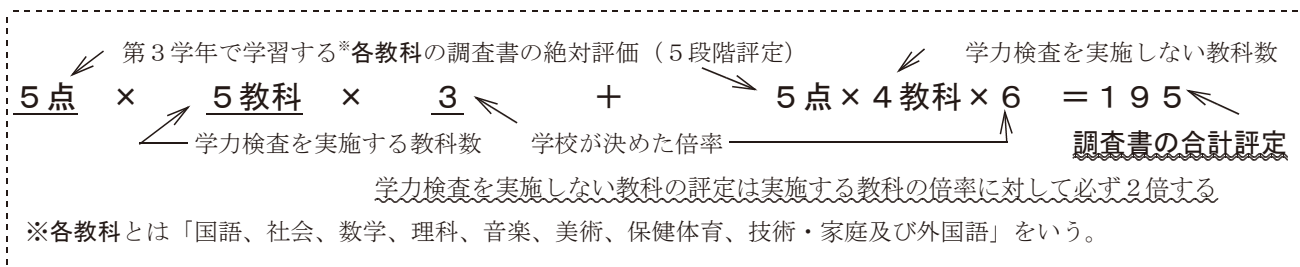 第３学年で学習する※各教科の調査書の絶対評価（５段階評定） 学力検査を実施しない教科数
５点 × ５教科 × ３ ＋ ５点×４教科×６ ＝１９５
学力検査を実施する教科数 学校が決めた倍率 調査書の合計評定
学力検査を実施しない教科の評定は実施する教科の倍率に対して必ず２倍する
※各教科とは「国語、社会、数学、理科、音楽、美術、保健体育、技術・家庭及び外国語」をいう。